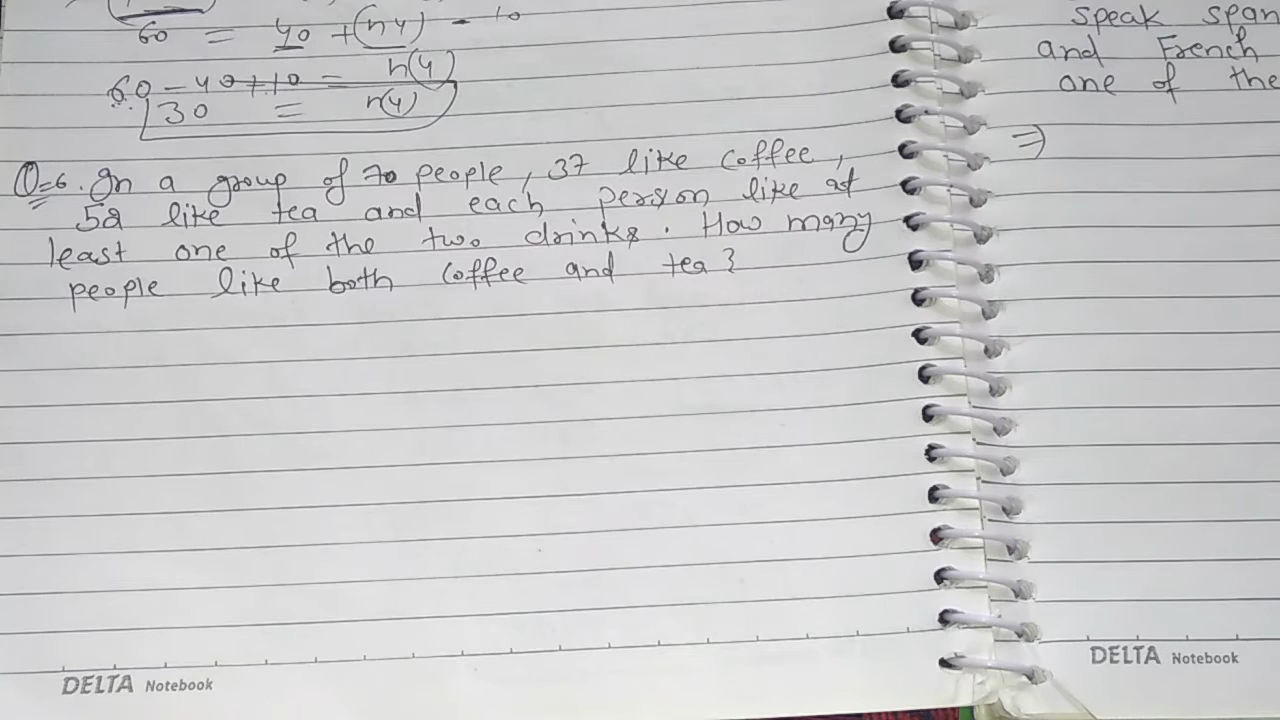 60 = 40 + (n4) - 10
60 - 40 + 10 = n(4)
30 = n(4)
Q=6. In a group of 70 people, 37 like coffee,
52 like tea and each person like at
least one of the two drinks. How many
people like both coffee and tea?
DELTA Notebook
speak span
and French
one of the
⇒
DELTA Notebook